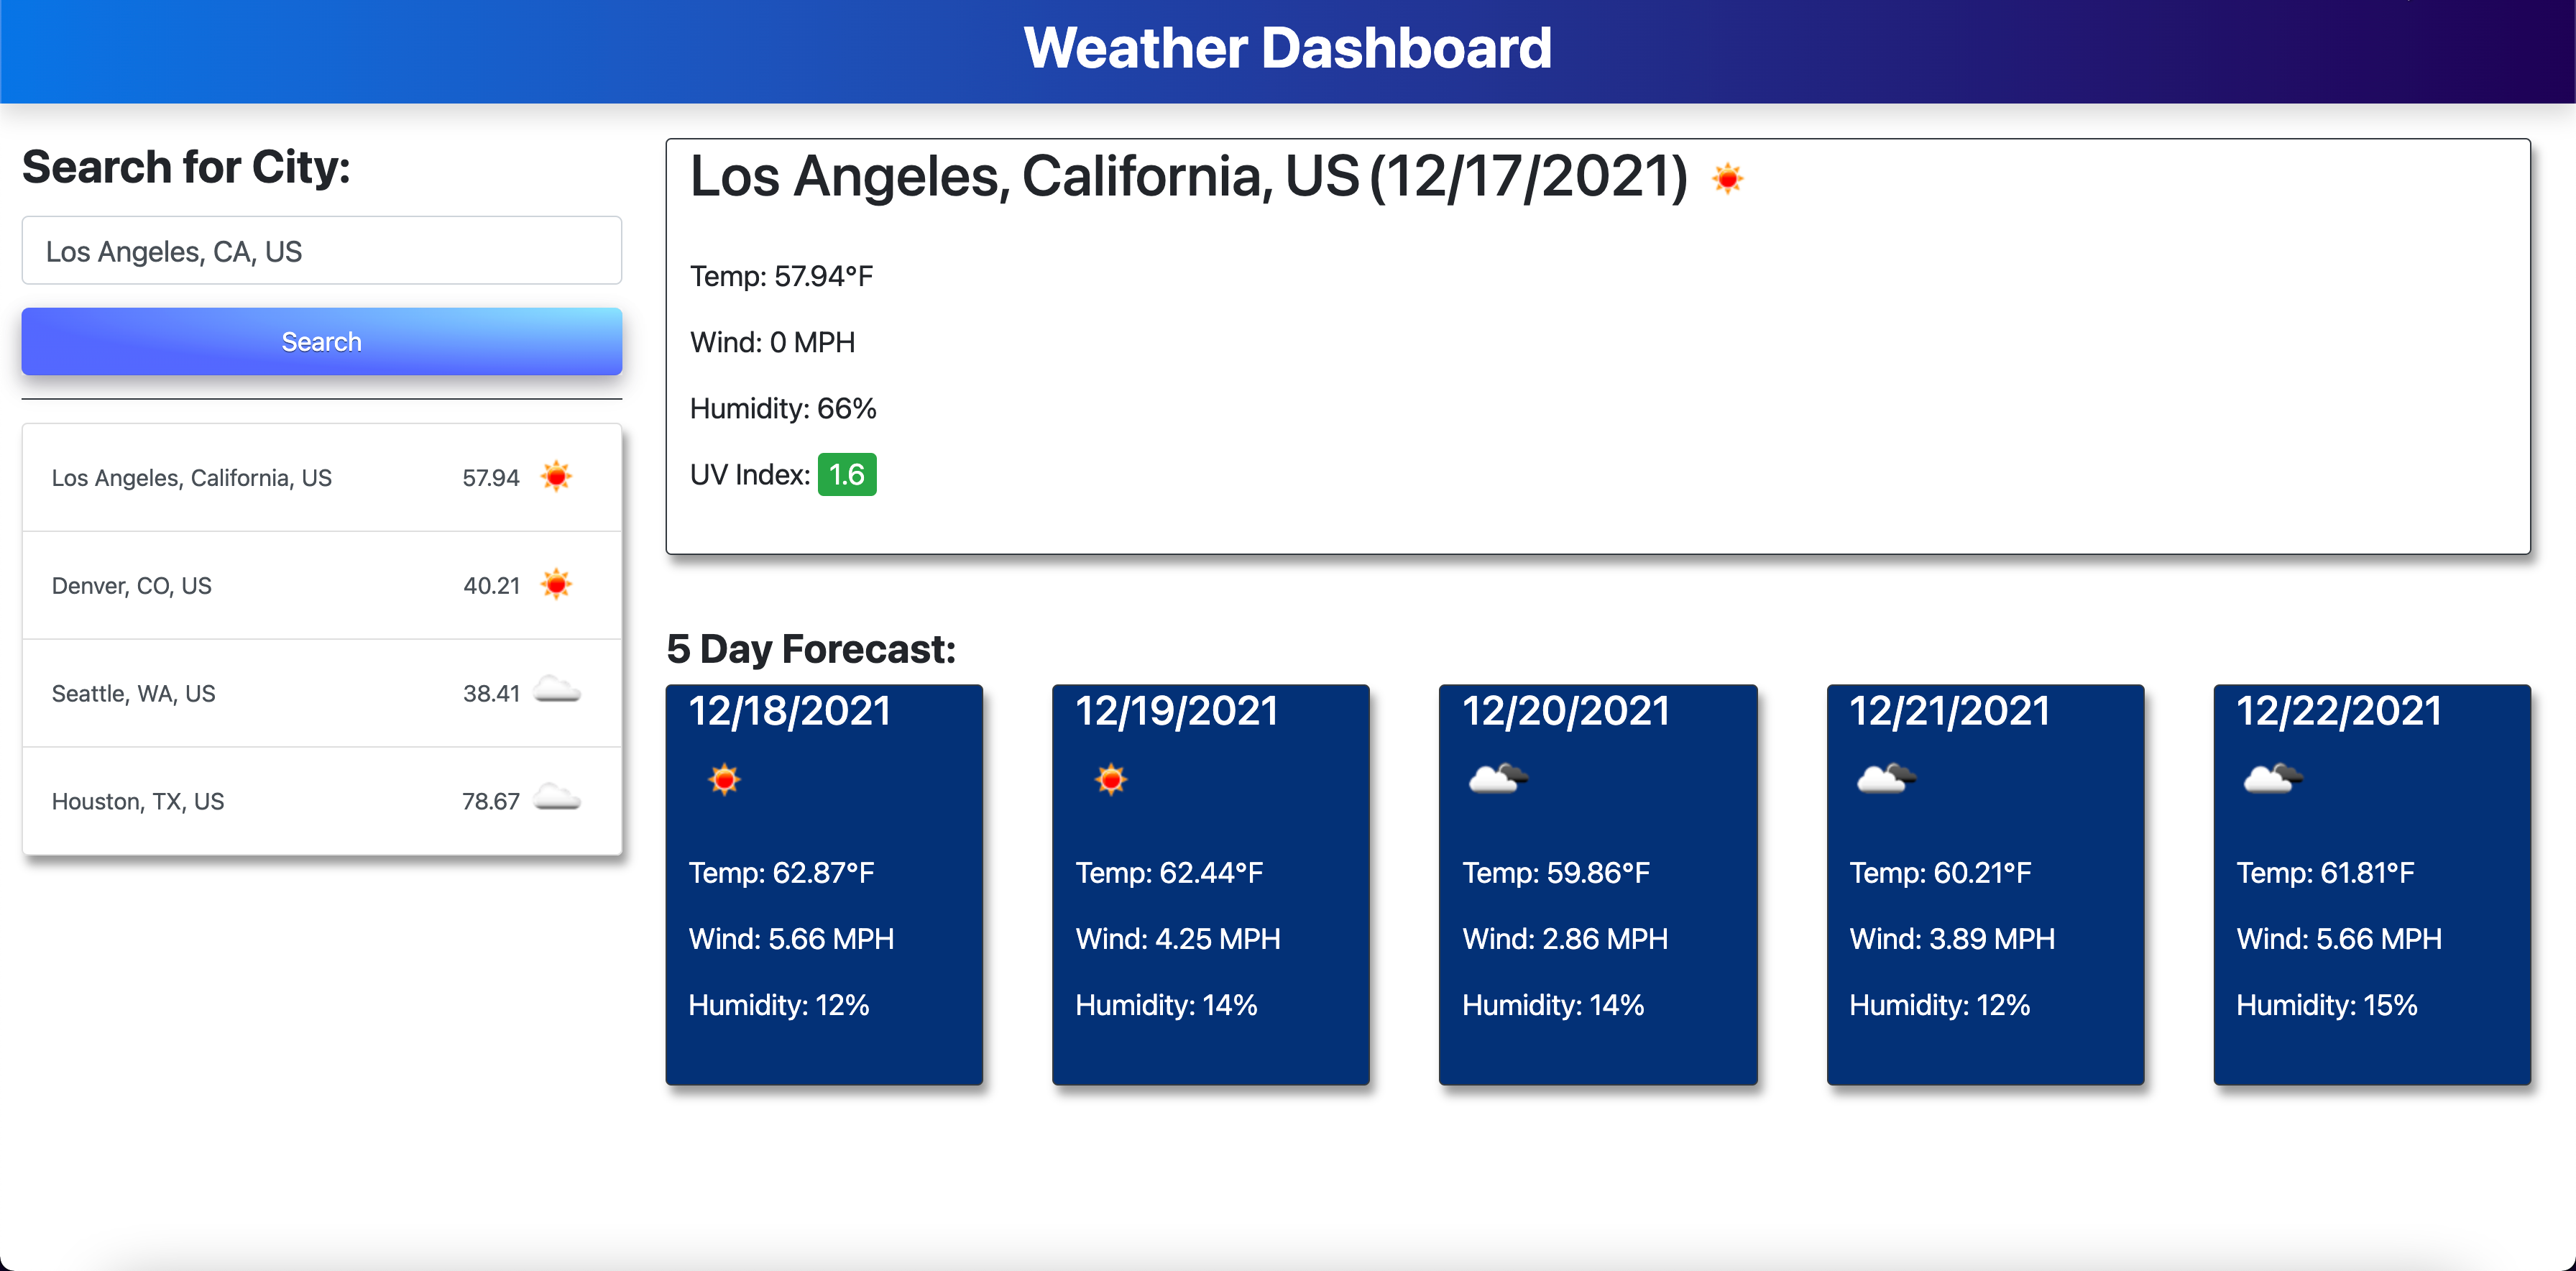 Weather Dashboard
Search for City:
Los Angeles, CA, US
Search
Los Angeles, California, US 57.94
Denver, CO, US 40.21
Seattle, WA, US 38.41
Houston, TX, US 78.67
Los Angeles, California, US (12/17/2021)
Temp: 57.94°F
Wind: 0 MPH
Humidity: 66%
UV Index: 1.6
5 Day Forecast:
12/18/2021
Temp: 62.87°F
Wind: 5.66 MPH
Humidity: 12%
12/19/2021
Temp: 62.44°F
Wind: 4.25 MPH
Humidity: 14%
12/20/2021
Temp: 59.86°F
Wind: 2.86 MPH
Humidity: 14%
12/21/2021
Temp: 60.21°F
Wind: 3.89 MPH
Humidity: 12%
12/22/2021
Temp: 61.81°F
Wind: 5.66 MPH
Humidity: 15%